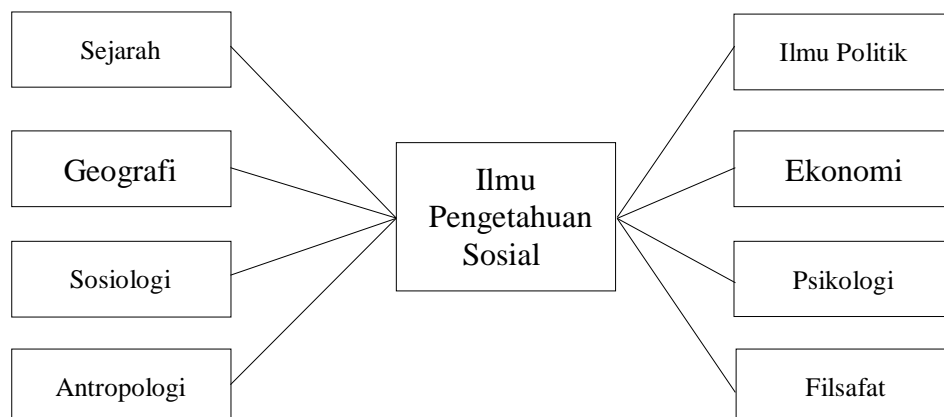 Sejarah
Geografi
Sosiologi
Antropologi
Ilmu
Pengetahuan
Sosial
Ilmu Politik
Ekonomi
Psikologi
Filsafat